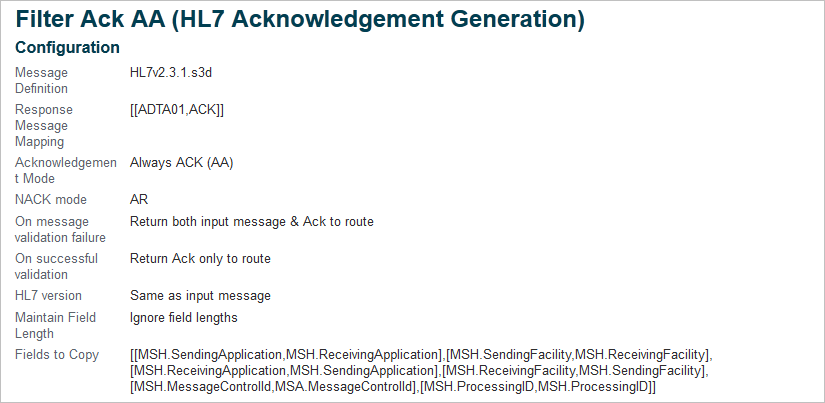 Filter Ack AA (HL7 Acknowledgement Generation)
Configuration
Message Definition HL7v2.3.1.s3d
Response Message Mapping [[ADTA01,ACK]]
Acknowledgement Mode Always ACK (AA)
NACK mode AR
On message validation failure Return both input message & Ack to route
On successful validation Return Ack only to route
HL7 version Same as input message
Maintain Field Length Ignore field lengths
Fields to Copy [[MSH.SendingApplication,MSH.ReceivingApplication],[MSH.SendingFacility,MSH.ReceivingFacility],
[MSH.ReceivingApplication,MSH.SendingApplication],[MSH.ReceivingFacility,MSH.SendingFacility],
[MSH.MessageControlId,MSA.MessageControlId],[MSH.ProcessingID,MSH.ProcessingID]]